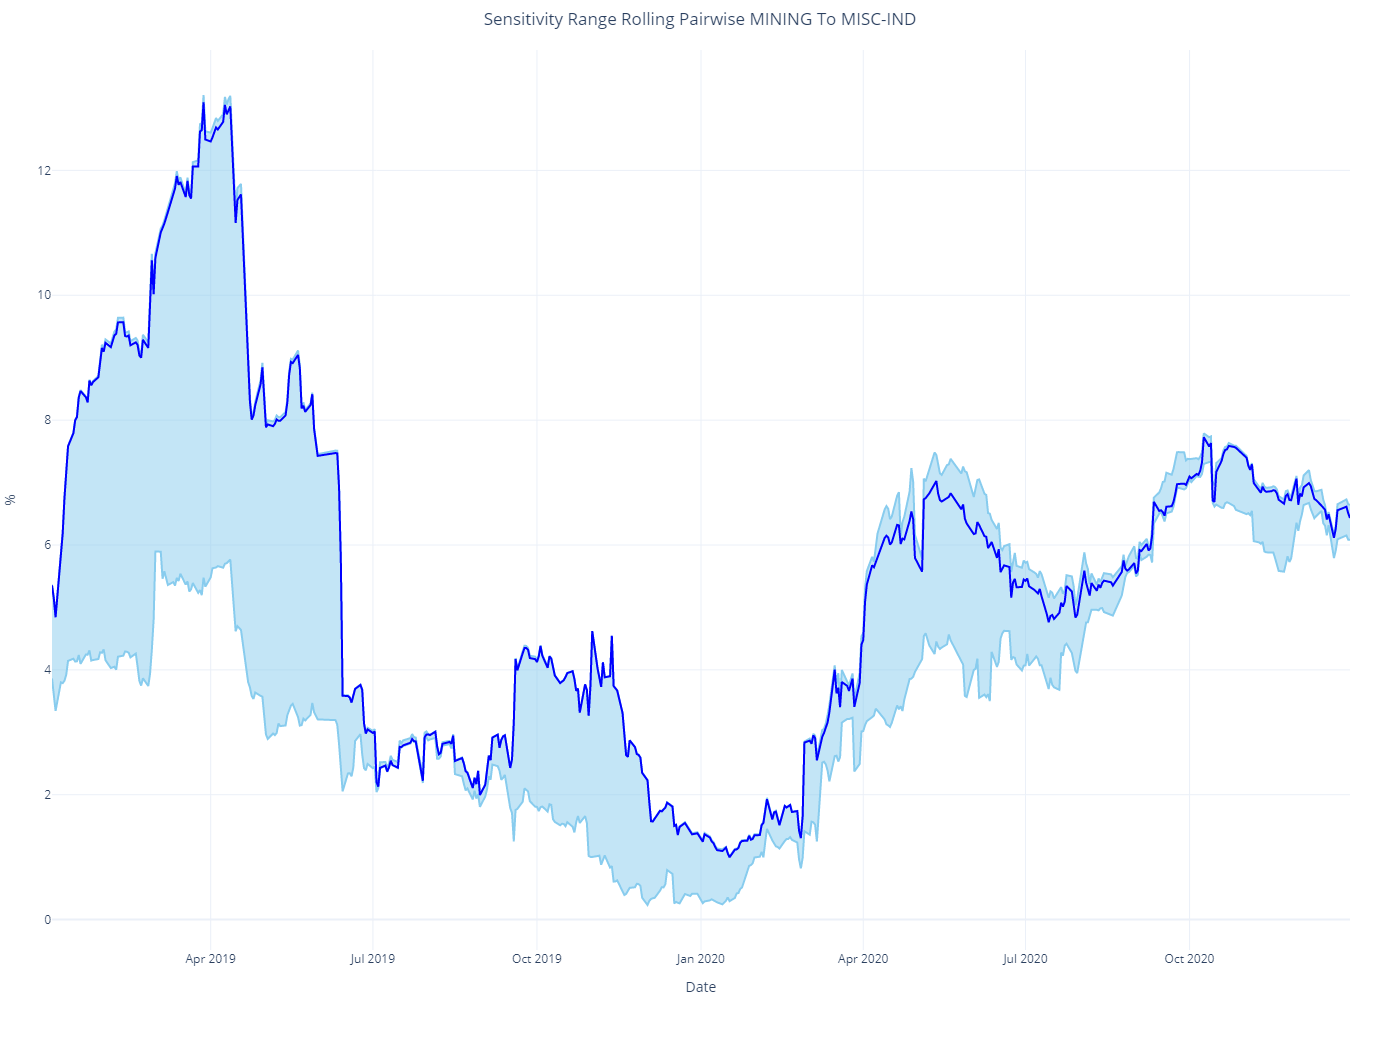 Sensitivity Range Rolling Pairwise MINING To MISC-IND
12
10
8
6
4
2
0
%
Apr 2019
Jul 2019
Oct 2019
Jan 2020
Apr 2020
Jul 2020
Oct 2020
Date